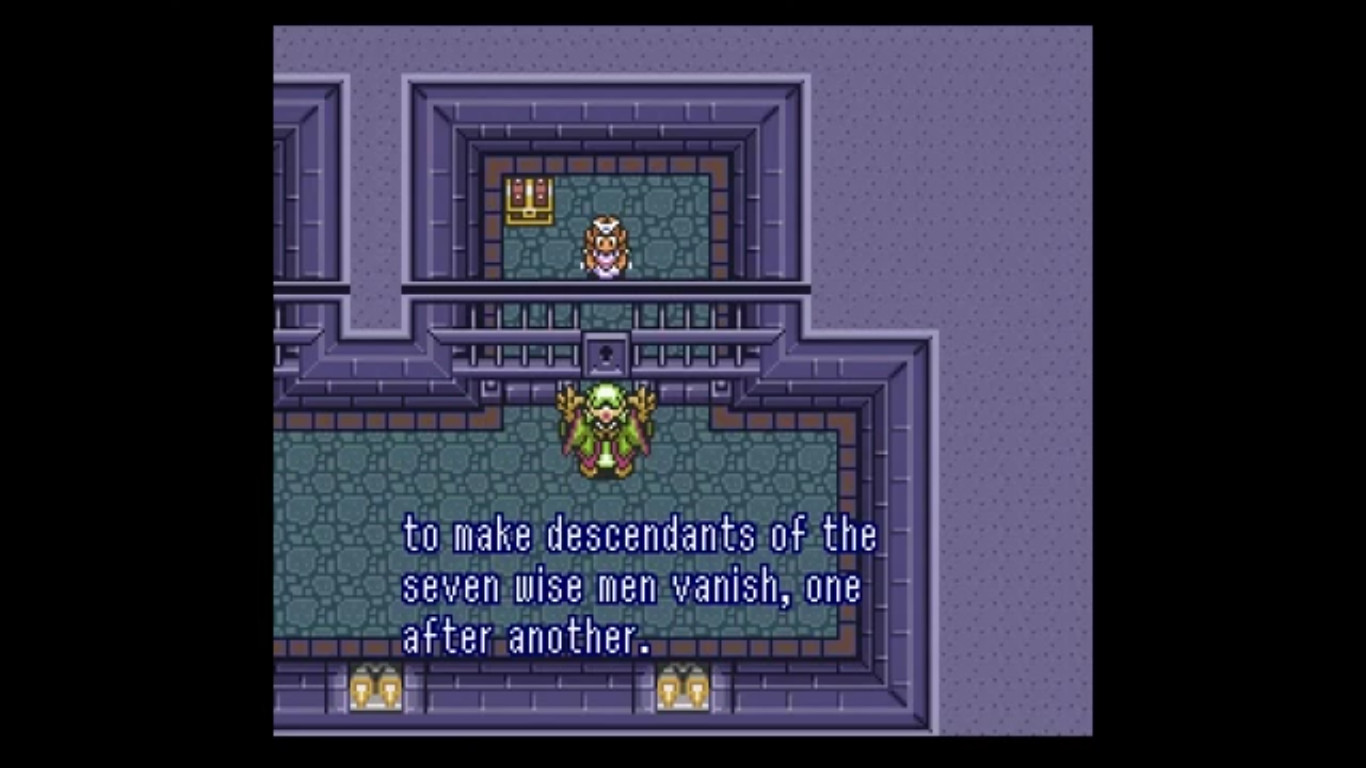 to make descendants of the
seven wise men vanish, one
after another.